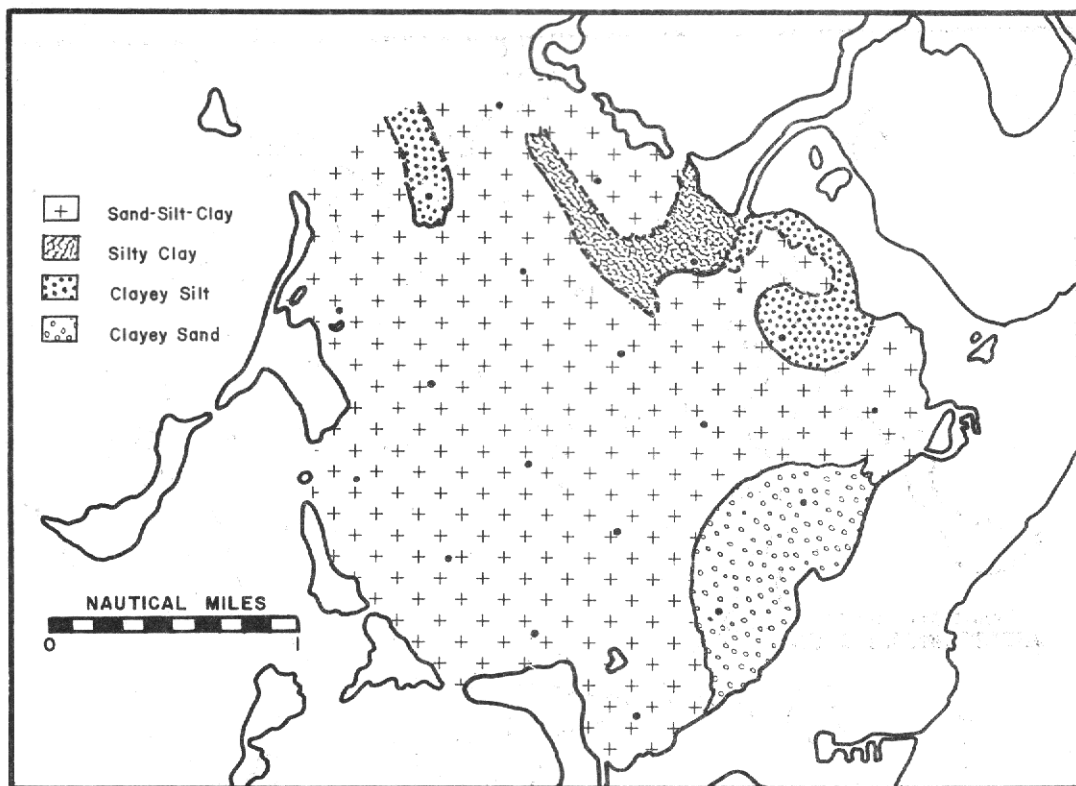 Sand-Silt-Clay
Silty Clay
Clayey Silt
Clayey Sand
NAUTICAL MILES
0 1